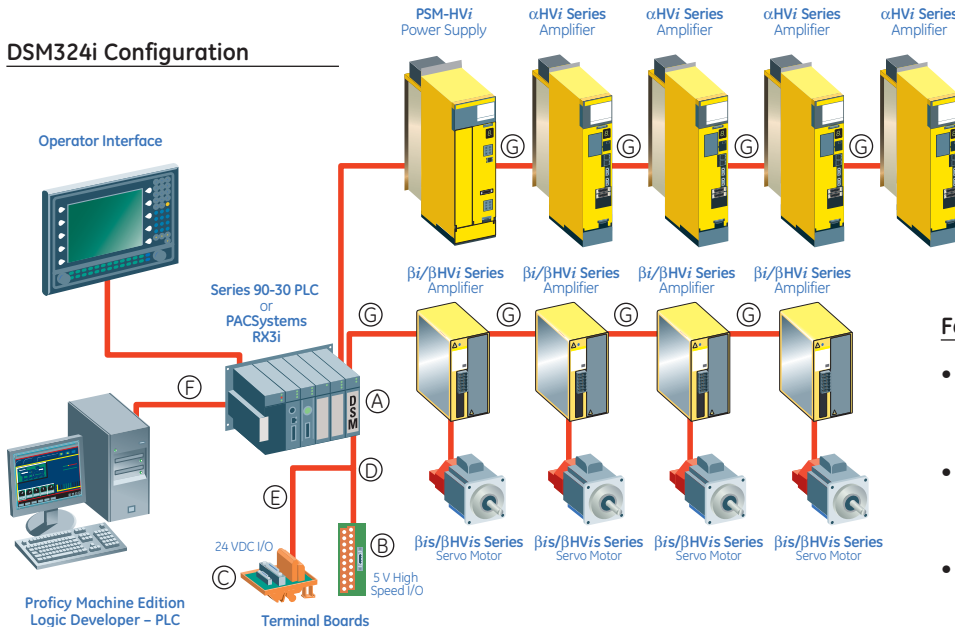 DSM324i Configuration
PSM-HVi
Power Supply
αHVi Series
Amplifier
αHVi Series
Amplifier
αHVi Series
Amplifier
αHVi Series
Amplifier
G
G
G
G
Operator Interface
βi/βHVi Series
Amplifier
βi/βHVi Series
Amplifier
βi/βHVi Series
Amplifier
βi/βHVi Series
Amplifier
Series 90-30 PLC
or
PACSystems
RX3i
G
G
G
G
F
DSM
A
D
E
B
C
24 VDC I/O
5 V High
Speed I/O
βis/βHVis Series
Servo Motor
βis/βHVis Series
Servo Motor
βis/βHVis Series
Servo Motor
βis/βHVis Series
Servo Motor
Proficy Machine Edition
Logic Developer – PLC
Terminal Boards